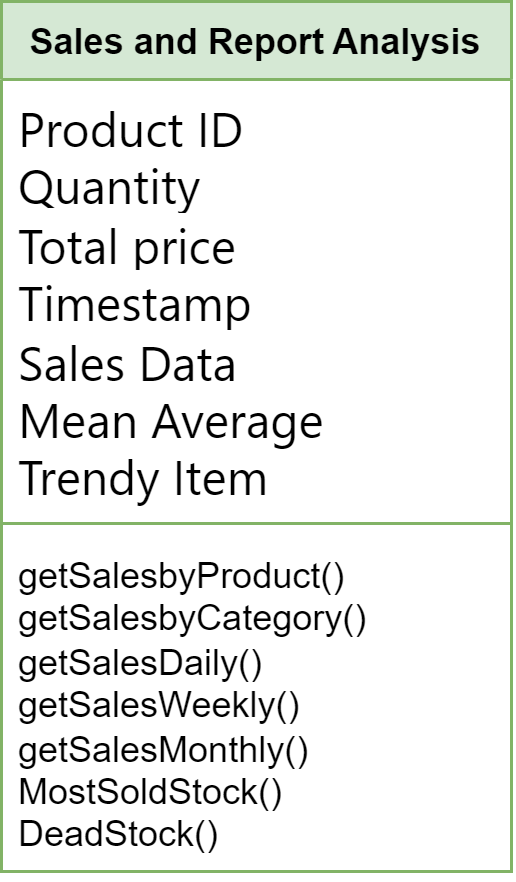 Sales and Report Analysis
Product ID
Quantity
Total price
Timestamp
Sales Data
Mean Average
Trendy Item
getSalesbyProduct()
getSalesbyCategory()
getSalesDaily()
getSalesWeekly()
getSalesMonthly()
MostSoldStock()
DeadStock()